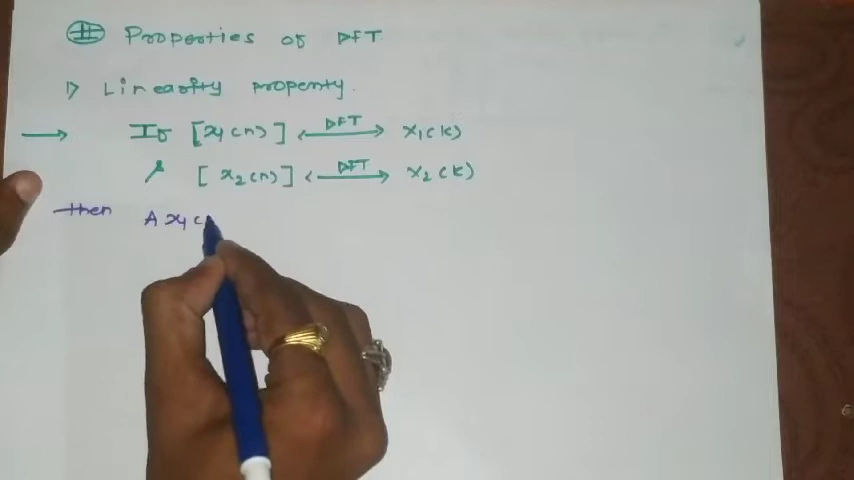 # Properties of DFT
1) Linearity property.
→ If [x1(n)] <—DFT—> X1(k)
& [x2(n)] <—DFT—> X2(k)
then A x1(